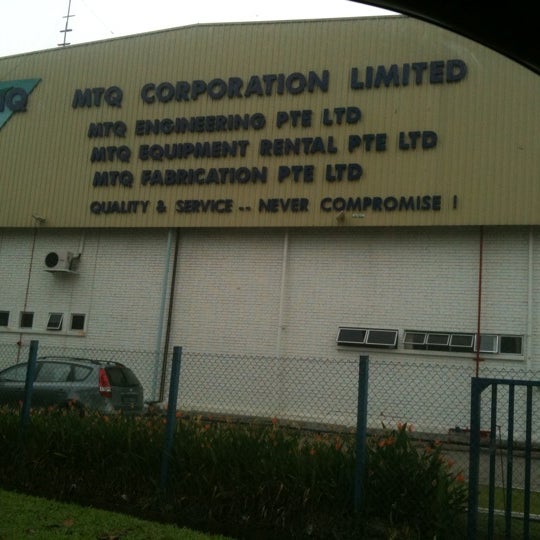 MTQ CORPORATION LIMITED
MTQ ENGINEERING PTE LTD
MTQ EQUIPMENT RENTAL PTE LTD
MTQ FABRICATION PTE LTD
QUALITY & SERVICE -- NEVER COMPROMISE !